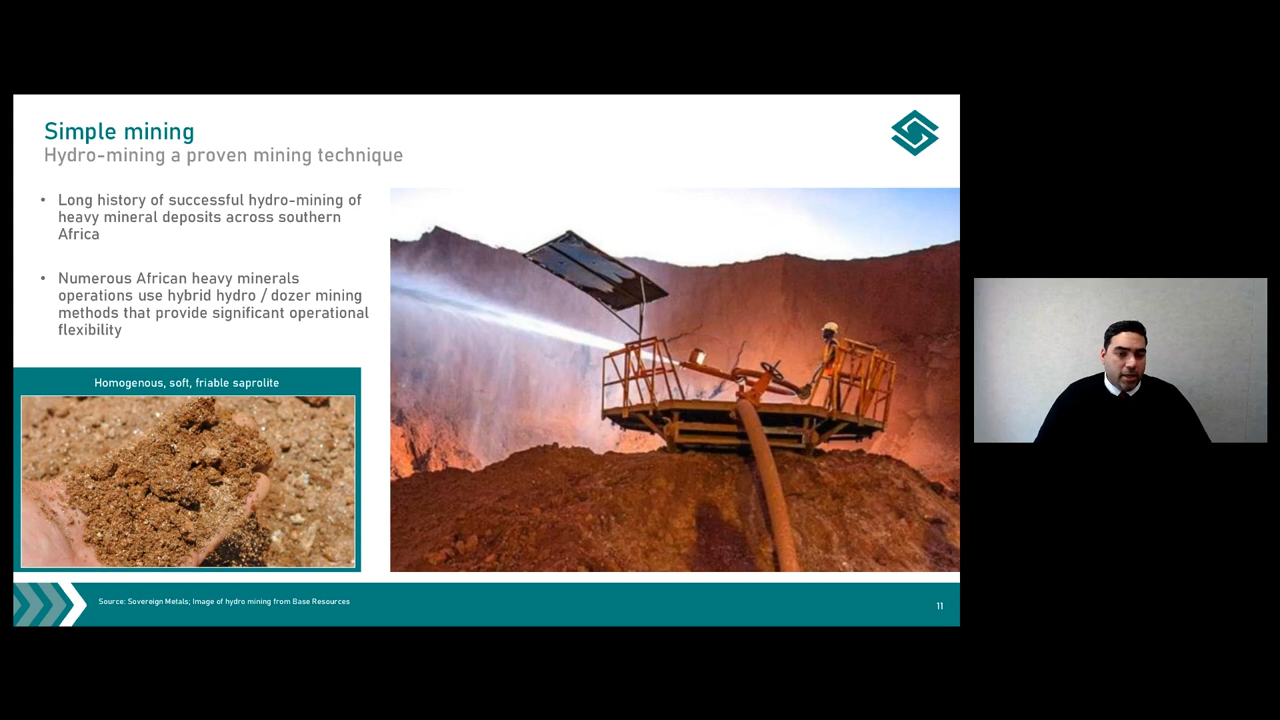 Simple mining
Hydro-mining a proven mining technique
• Long history of successful hydro-mining of
heavy mineral deposits across southern
Africa
• Numerous African heavy minerals
operations use hybrid hydro / dozer mining
methods that provide significant operational
flexibility
Homogenous, soft, friable saprolite
Source: Sovereign Metals; Image of hydro mining from Base Resources
11